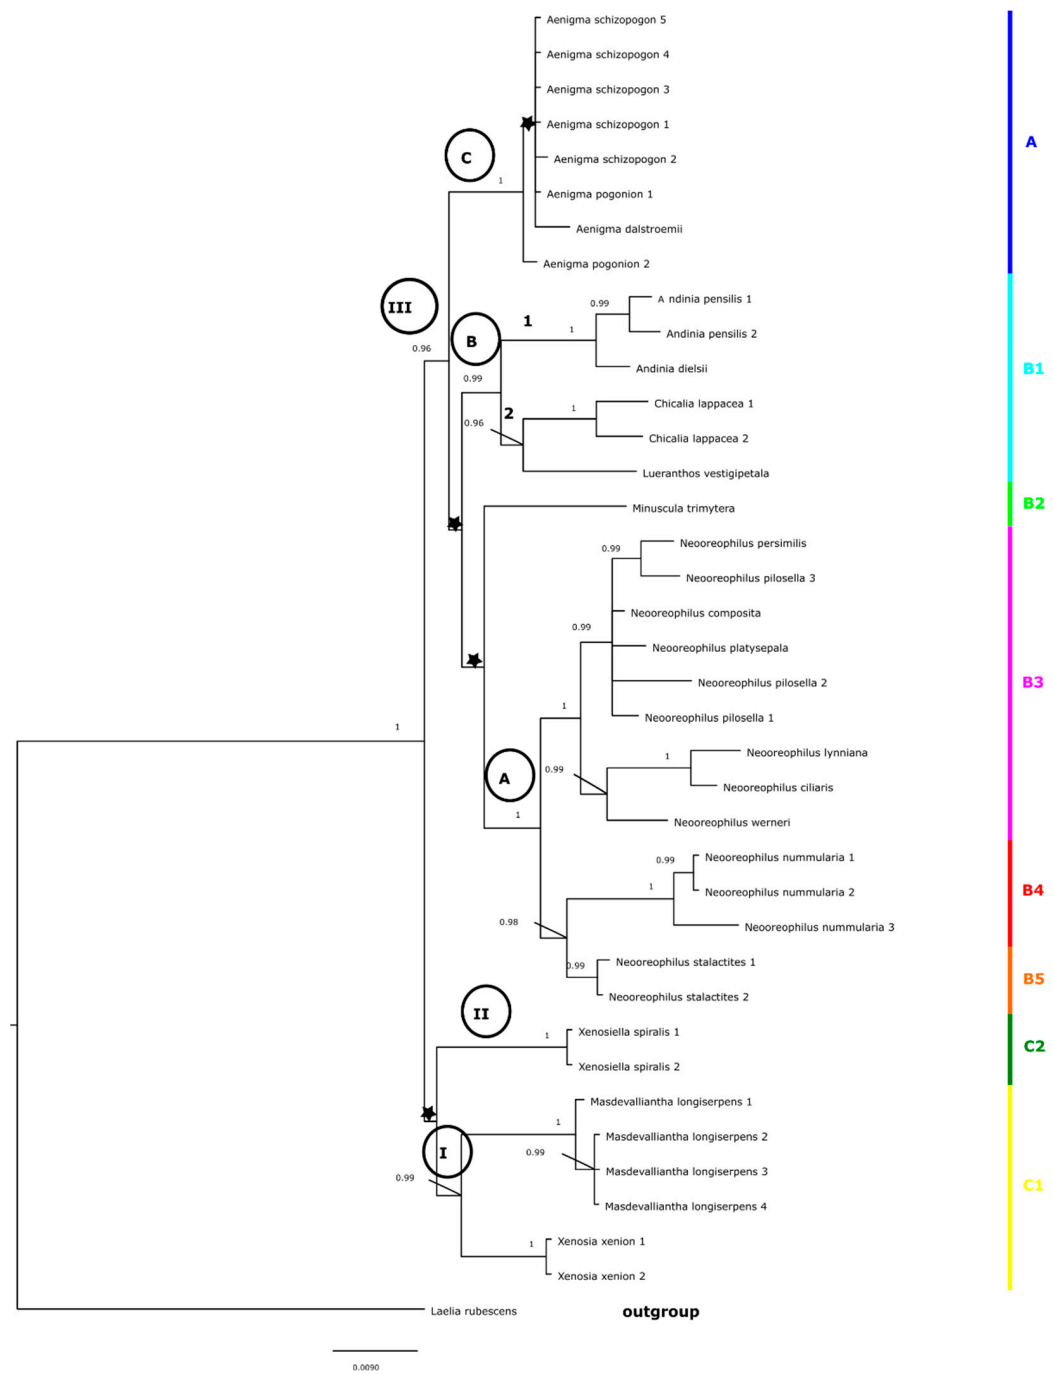 Aenigma schizopogon 5
Aenigma schizopogon 4
Aenigma schizopogon 3
Aenigma schizopogon 1
A
C
Aenigma schizopogon 2
1
Aenigma pogonion 1
Aenigma dalstroemii
Aenigma pogonion 2
III
0.99
A ndinia pensilis 1
1
B
1
Andinia pensilis 2
0.96
0.99
Andinia dielsii
B1
2
0.96
1
Chicalia lappacea 1
Chicalia lappacea 2
Lueranthos vestigipetala
B2
Minuscula trimytera
0.99
Neooreophilus persimilis
Neooreophilus pilosella 3
Neooreophilus composita
0.99
Neooreophilus platysepala
Neooreophilus pilosella 2
B3
1
Neooreophilus pilosella 1
1
1
Neooreophilus lynniana
A
0.99
Neooreophilus ciliaris
1
Neooreophilus werneri
0.99
Neooreophilus nummularia 1
1
Neooreophilus nummularia 2
B4
0.98
Neooreophilus nummularia 3
0.99
Neooreophilus stalactites 1
B5
Neooreophilus stalactites 2
II
1
Xenosiella spiralis 1
C2
Xenosiella spiralis 2
Masdevalliantha longiserpens 1
1
Masdevalliantha longiserpens 2
I
0.99
0.99
Masdevalliantha longiserpens 3
C1
Masdevalliantha longiserpens 4
1
Xenosia xenion 1
Xenosia xenion 2
Laelia rubescens
outgroup
0.0090